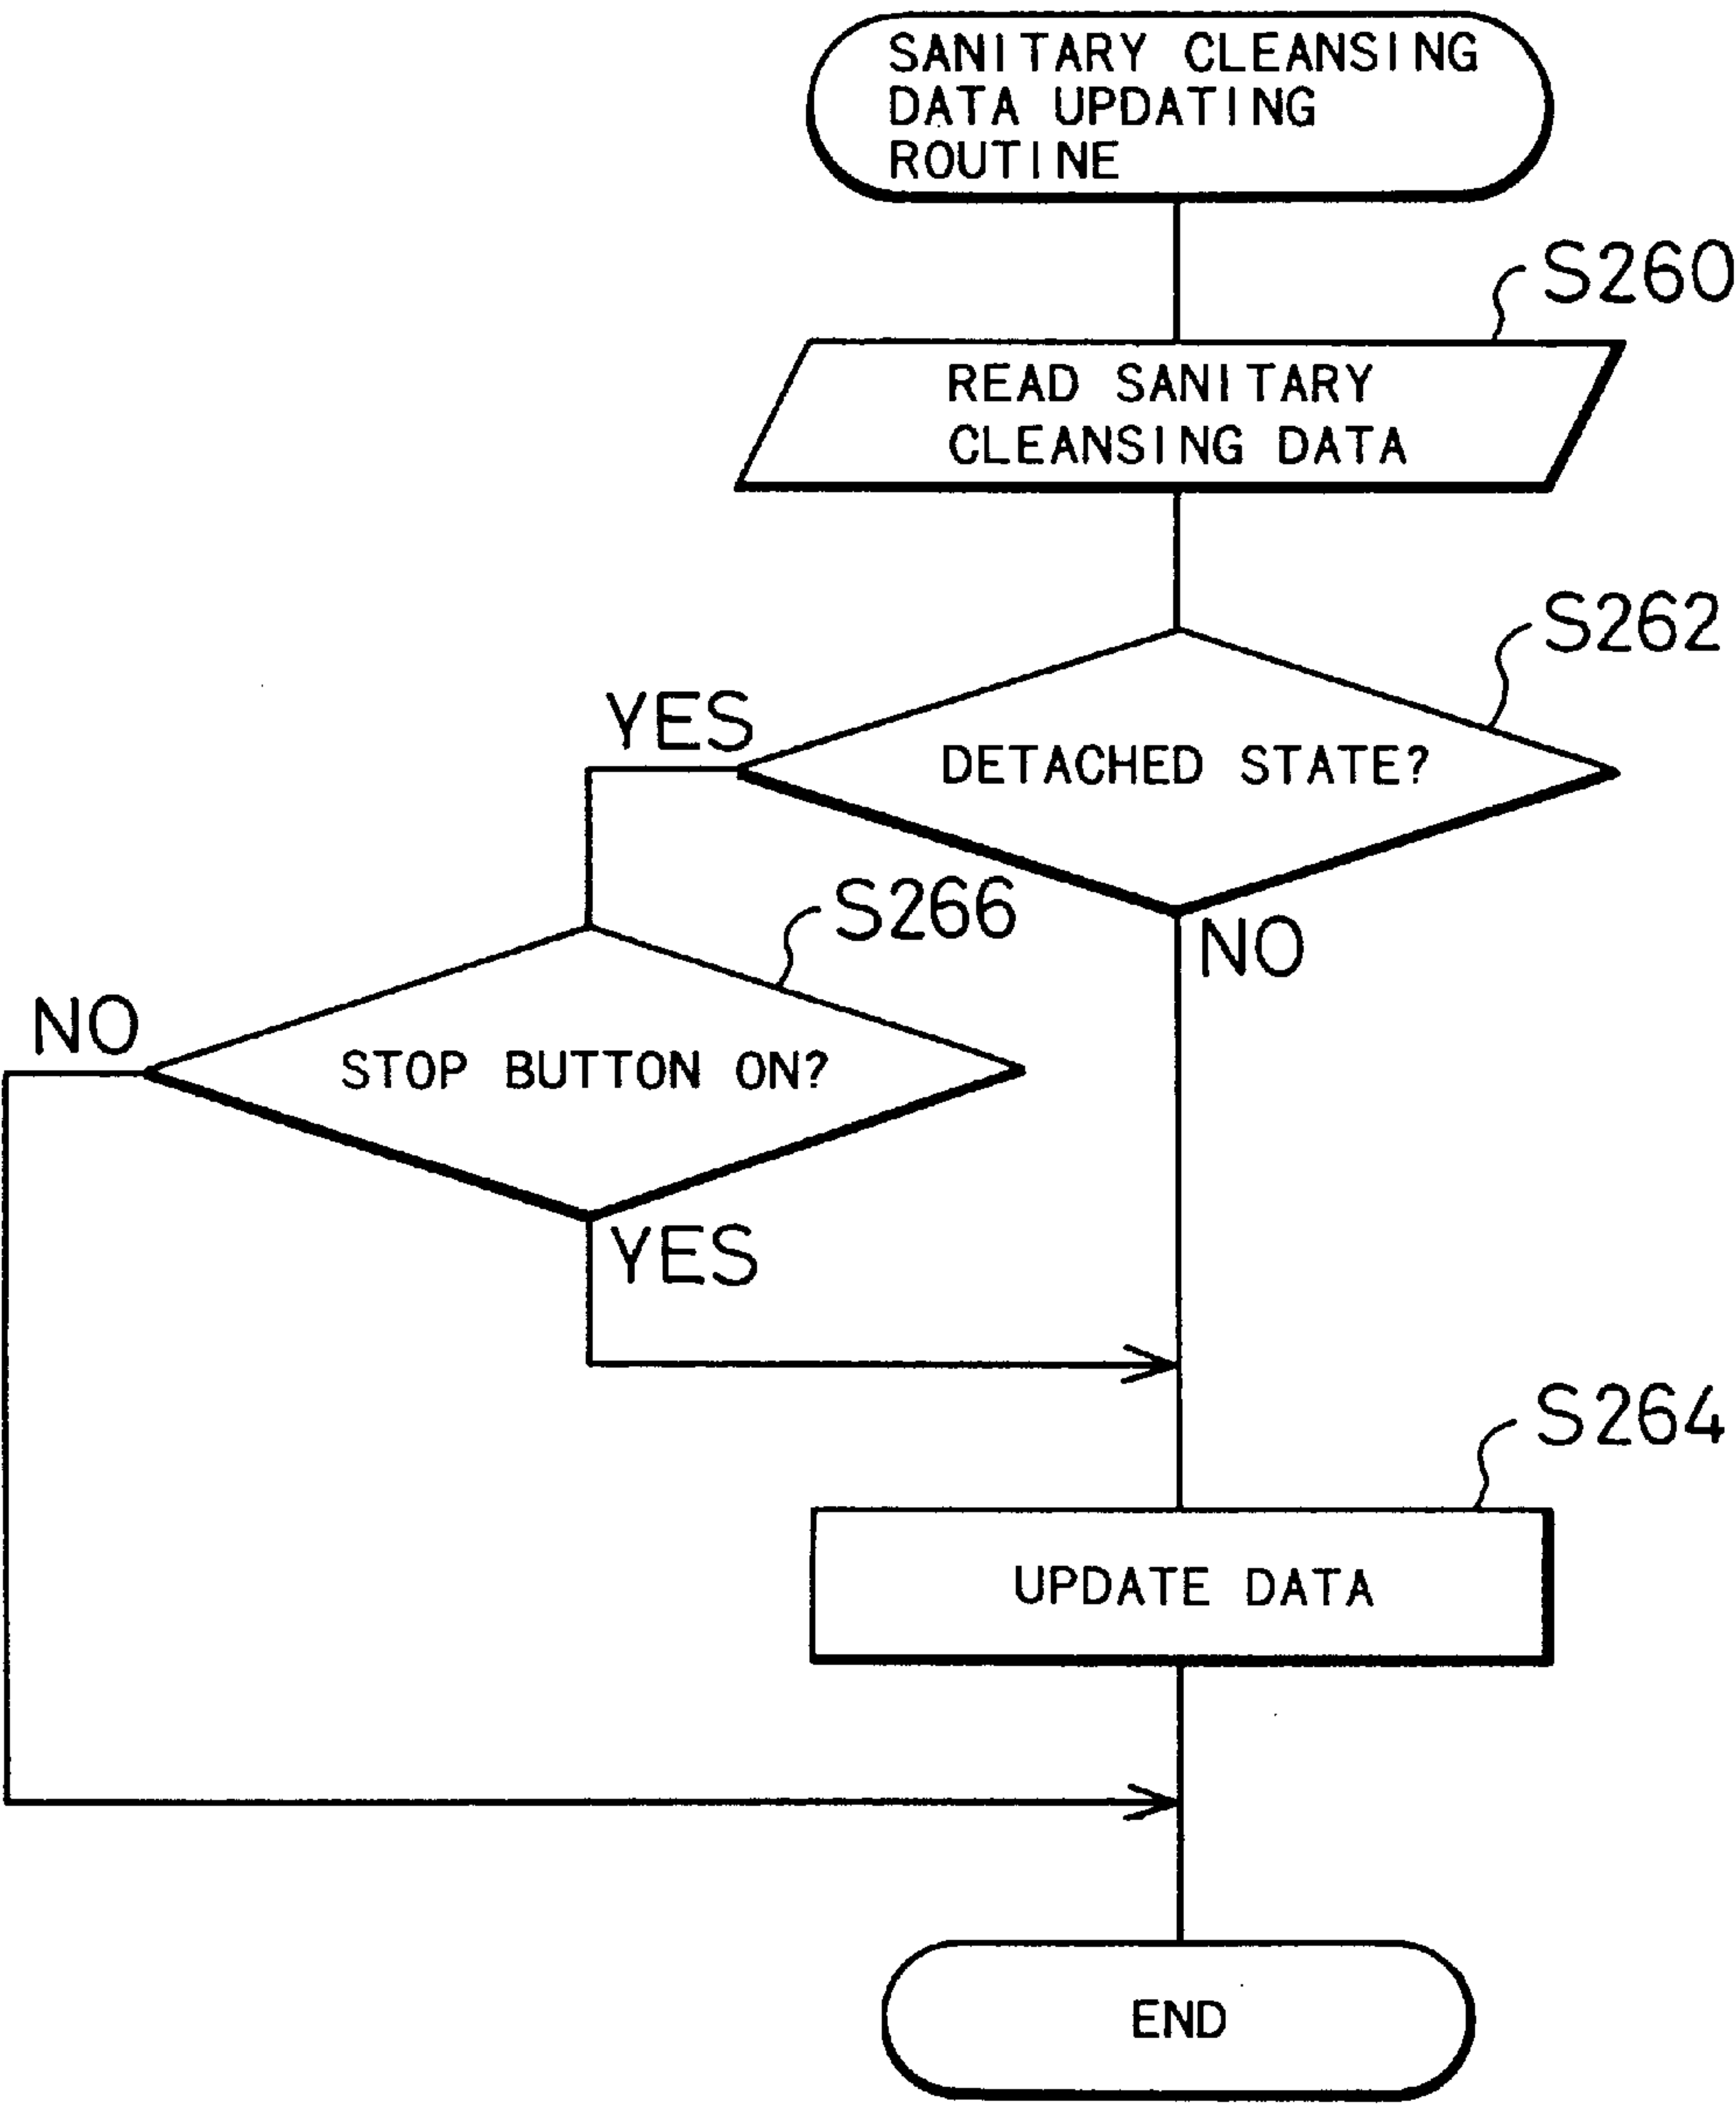 SANITARY CLEANSING
DATA UPDATING
ROUTINE
S260
READ SANITARY
CLEANSING DATA
S262
YES
DETACHED STATE?
S266
NO
NO
STOP BUTTON ON?
YES
S264
UPDATE DATA
END